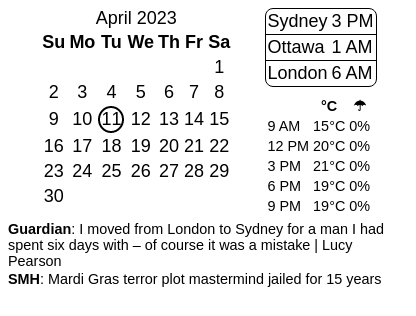 April 2023
Su Mo Tu We Th Fr Sa
1
2 3 4 5 6 7 8
9 10 11 12 13 14 15
16 17 18 19 20 21 22
23 24 25 26 27 28 29
30
Sydney 3 PM
Ottawa 1 AM
London 6 AM
°C ☂
9 AM 15°C 0%
12 PM 20°C 0%
3 PM 21°C 0%
6 PM 19°C 0%
9 PM 19°C 0%
Guardian: I moved from London to Sydney for a man I had
spent six days with – of course it was a mistake | Lucy
Pearson
SMH: Mardi Gras terror plot mastermind jailed for 15 years